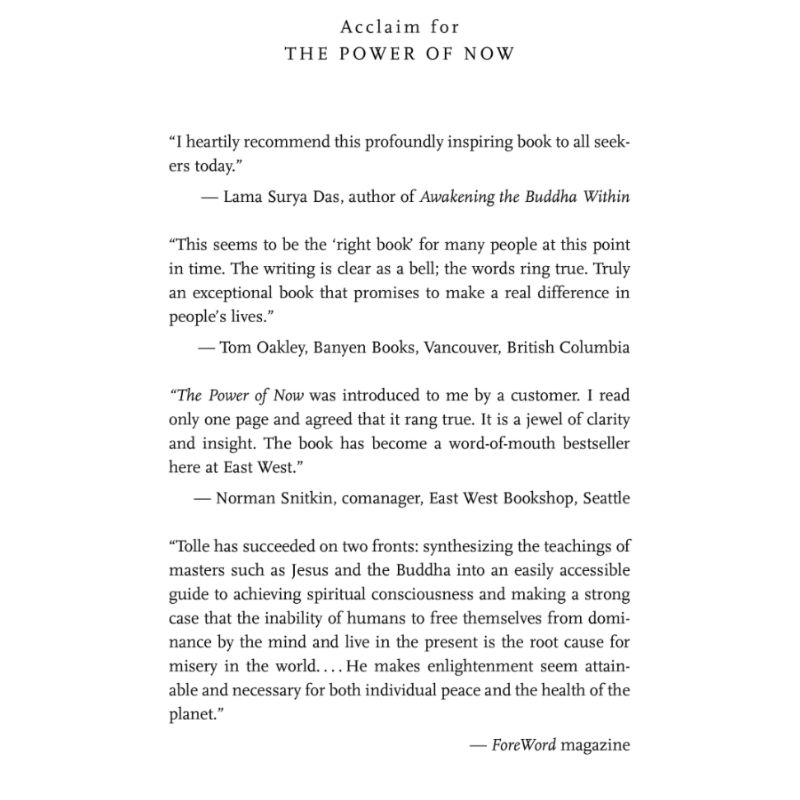 Acclaim for
THE POWER OF NOW
“I heartily recommend this profoundly inspiring book to all seek-
ers today.”
— Lama Surya Das, author of Awakening the Buddha Within
“This seems to be the ‘right book’ for many people at this point
in time. The writing is clear as a bell; the words ring true. Truly
an exceptional book that promises to make a real difference in
people’s lives.”
— Tom Oakley, Banyen Books, Vancouver, British Columbia
“The Power of Now was introduced to me by a customer. I read
only one page and agreed that it rang true. It is a jewel of clarity
and insight. The book has become a word-of-mouth bestseller
here at East West.”
— Norman Snitkin, comanager, East West Bookshop, Seattle
“Tolle has succeeded on two fronts: synthesizing the teachings of
masters such as Jesus and the Buddha into an easily accessible
guide to achieving spiritual consciousness and making a strong
case that the inability of humans to free themselves from domi-
nance by the mind and live in the present is the root cause for
misery in the world. . . . He makes enlightenment seem attain-
able and necessary for both individual peace and the health of the
planet.”
— ForeWord magazine